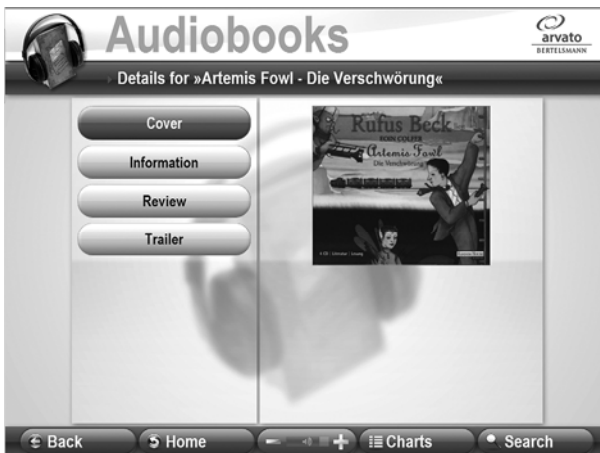 Audiobooks
arvato
BERTELSMANN
Details for »Artemis Fowl - Die Verschwörung«
Cover
Information
Review
Trailer
Rufus Beck
EOIN COLFER
Artemis Fowl
Die Verschwörung
Back
Home
Charts
Search